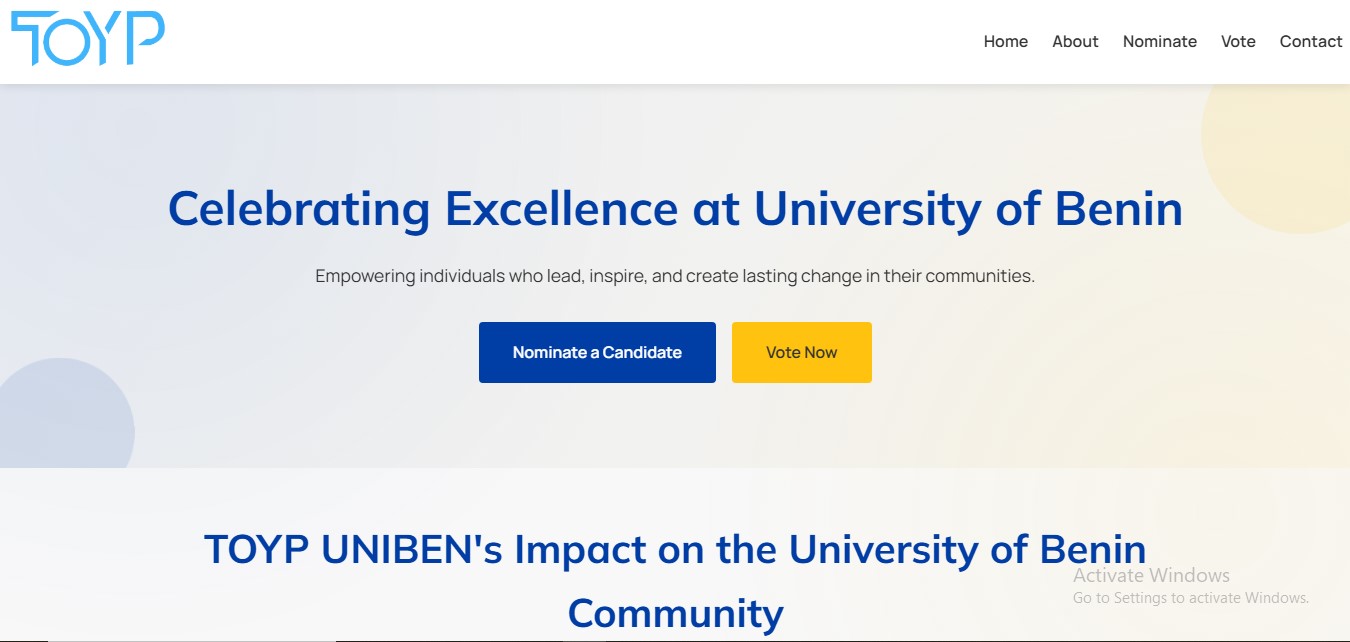 TOYP
Home About Nominate Vote Contact
Celebrating Excellence at University of Benin
Empowering individuals who lead, inspire, and create lasting change in their communities.
Nominate a Candidate Vote Now
TOYP UNIBEN's Impact on the University of Benin
Community
Activate Windows
Go to Settings to activate Windows.